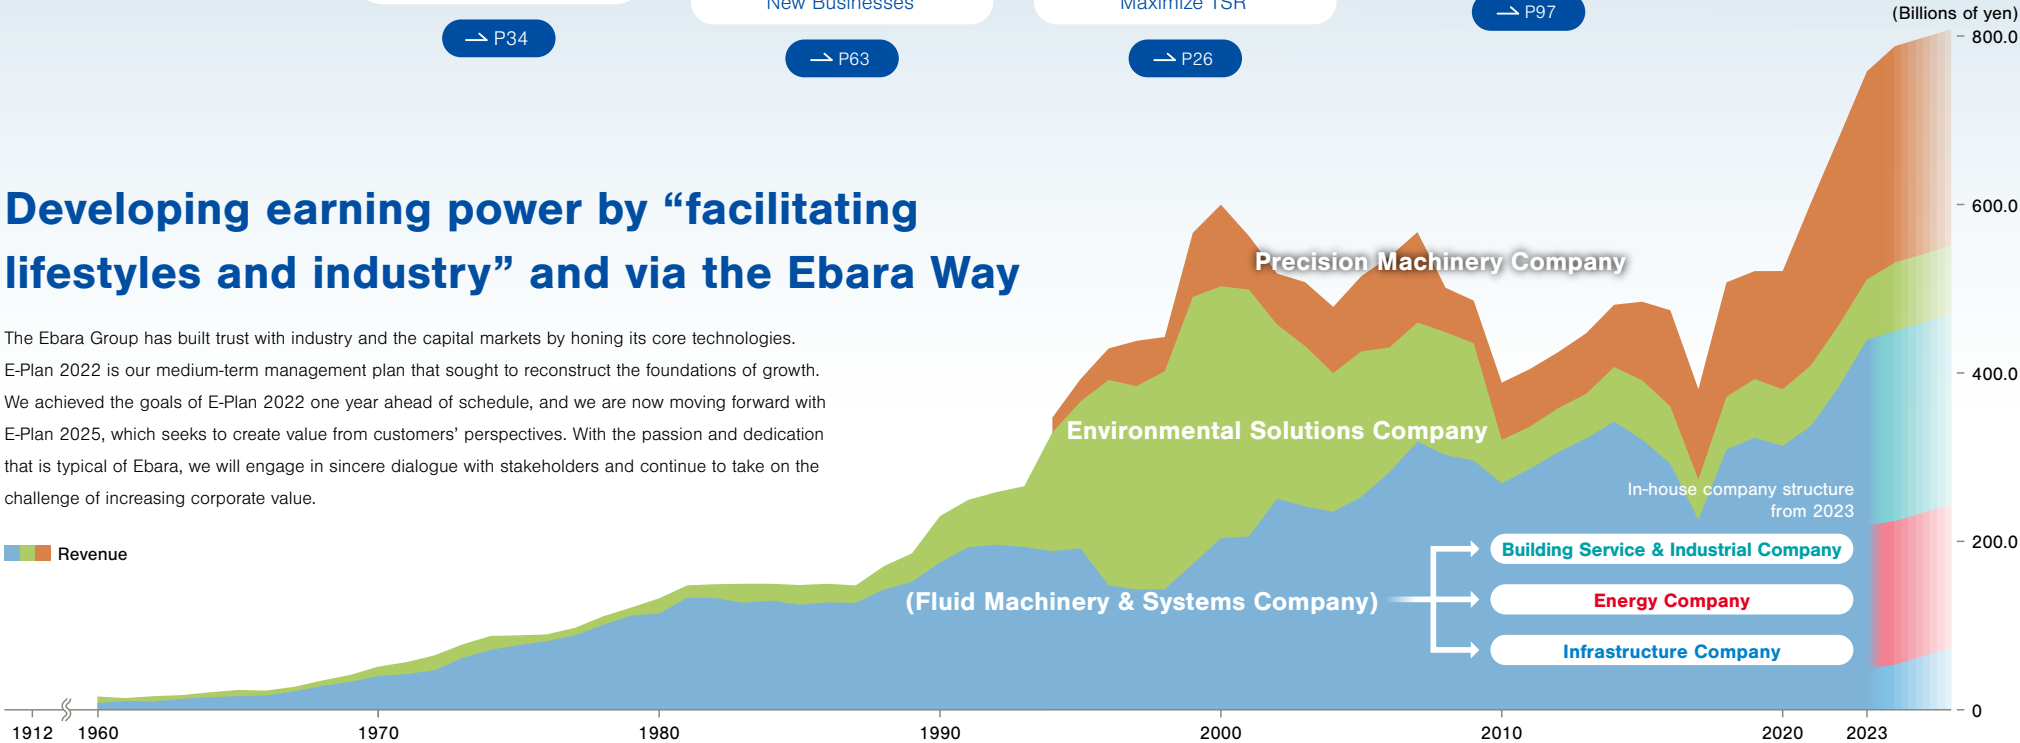 New Businesses
Maximize TSR
P34
P63
P26
P97
(Billions of yen)
800.0
600.0
400.0
200.0
0
Developing earning power by “facilitating
lifestyles and industry” and via the Ebara Way
The Ebara Group has built trust with industry and the capital markets by honing its core technologies.
E-Plan 2022 is our medium-term management plan that sought to reconstruct the foundations of growth.
We achieved the goals of E-Plan 2022 one year ahead of schedule, and we are now moving forward with
E-Plan 2025, which seeks to create value from customers’ perspectives. With the passion and dedication
that is typical of Ebara, we will engage in sincere dialogue with stakeholders and continue to take on the
challenge of increasing corporate value.
Revenue
Precision Machinery Company
Environmental Solutions Company
(Fluid Machinery & Systems Company)
In-house company structure
from 2023
Building Service & Industrial Company
Energy Company
Infrastructure Company
1912 1960 1970 1980 1990 2000 2010 2020 2023